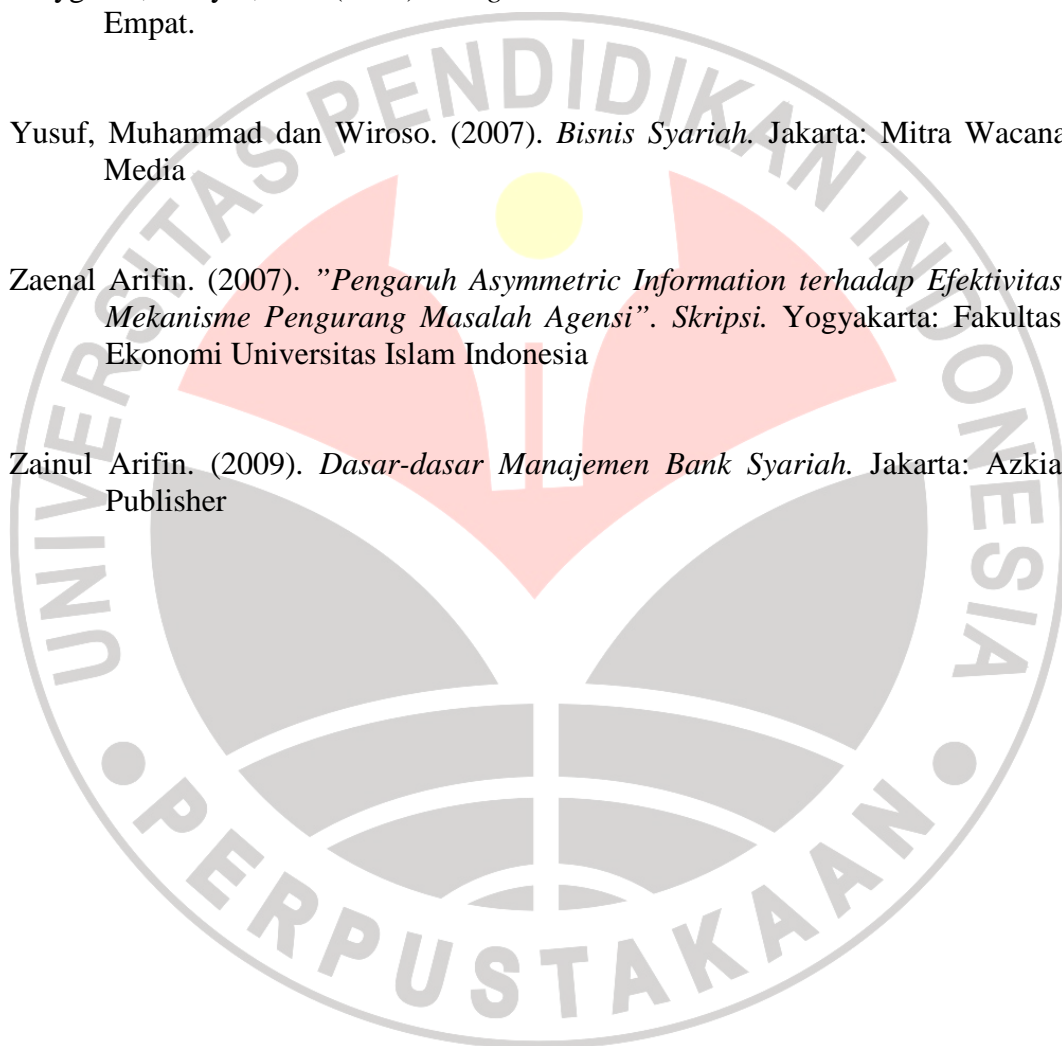 Empat.
Yusuf, Muhammad dan Wiroso. (2007). Bisnis Syariah. Jakarta: Mitra Wacana
Media
Zaenal Arifin. (2007). ”Pengaruh Asymmetric Information terhadap Efektivitas
Mekanisme Pengurang Masalah Agensi”. Skripsi. Yogyakarta: Fakultas
Ekonomi Universitas Islam Indonesia
Zainul Arifin. (2009). Dasar-dasar Manajemen Bank Syariah. Jakarta: Azkia
Publisher
UNIVERSITAS PENDIDIKAN INDONESIA
PERPUSTAKAAN